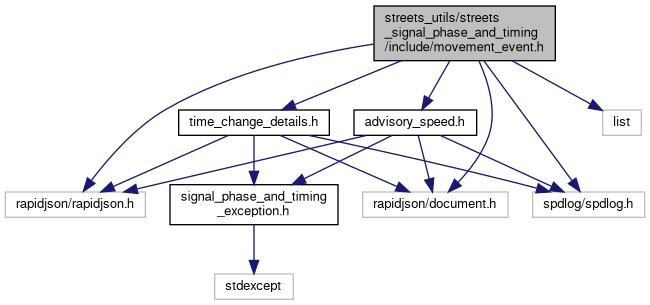 streets_utils/streets
_signal_phase_and_timing
/include/movement_event.h
time_change_details.h
advisory_speed.h
list
rapidjson/rapidjson.h
signal_phase_and_timing
_exception.h
rapidjson/document.h
spdlog/spdlog.h
stdexcept